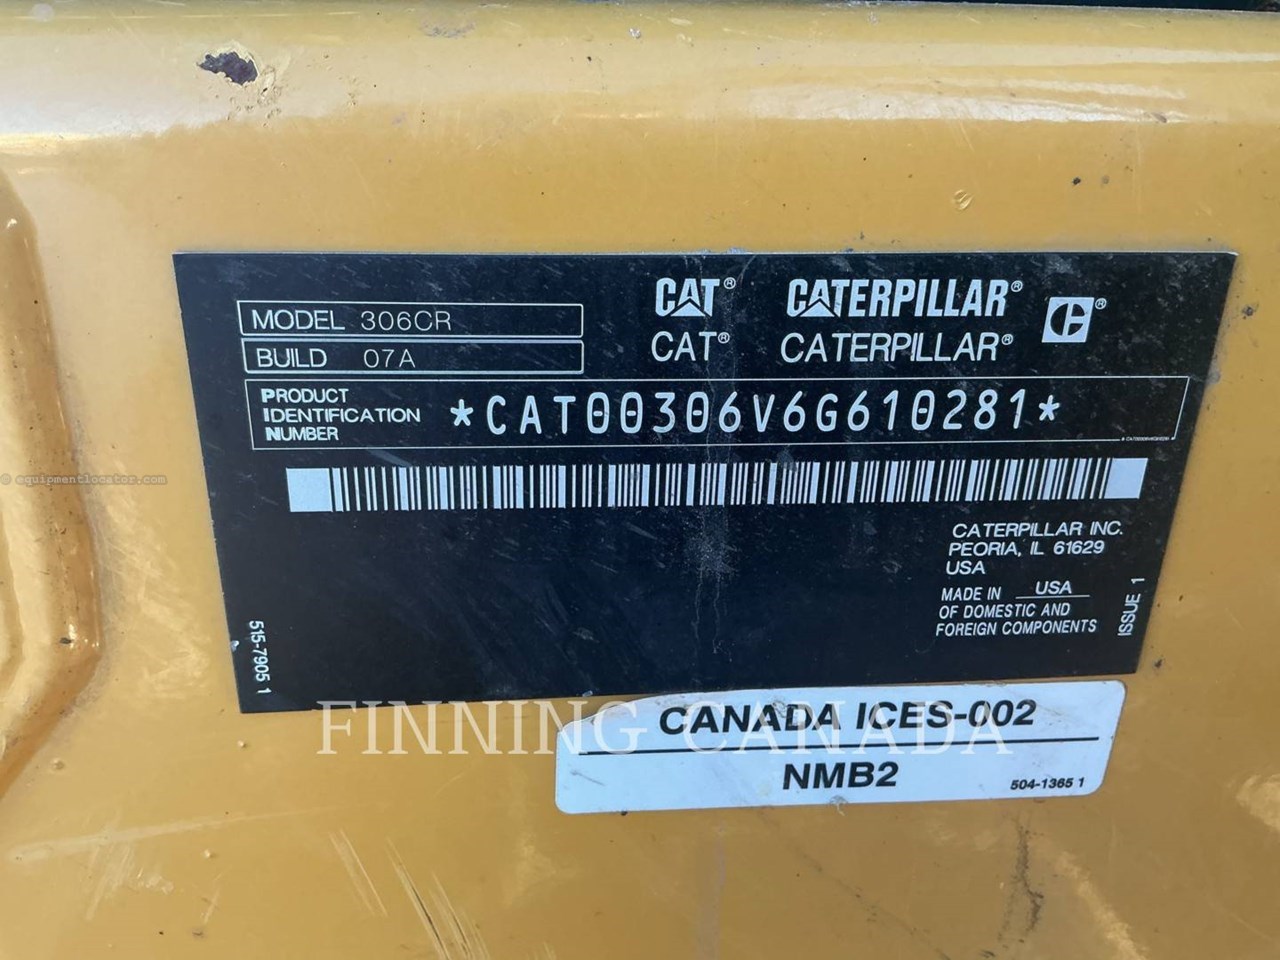 MODEL 306CR
BUILD 07A
CAT® CATERPILLAR®
CAT® CATERPILLAR®
PRODUCT
IDENTIFICATION
NUMBER
*CAT00306V6G610281*
CATERPILLAR INC.
PEORIA, IL 61629
USA
MADE IN USA
OF DOMESTIC AND
FOREIGN COMPONENTS
ISSUE 1
515-7905 1
CANADA ICES-002
NMB2
504-1365 1
FINNING CANADA
© equipmentlocator.com